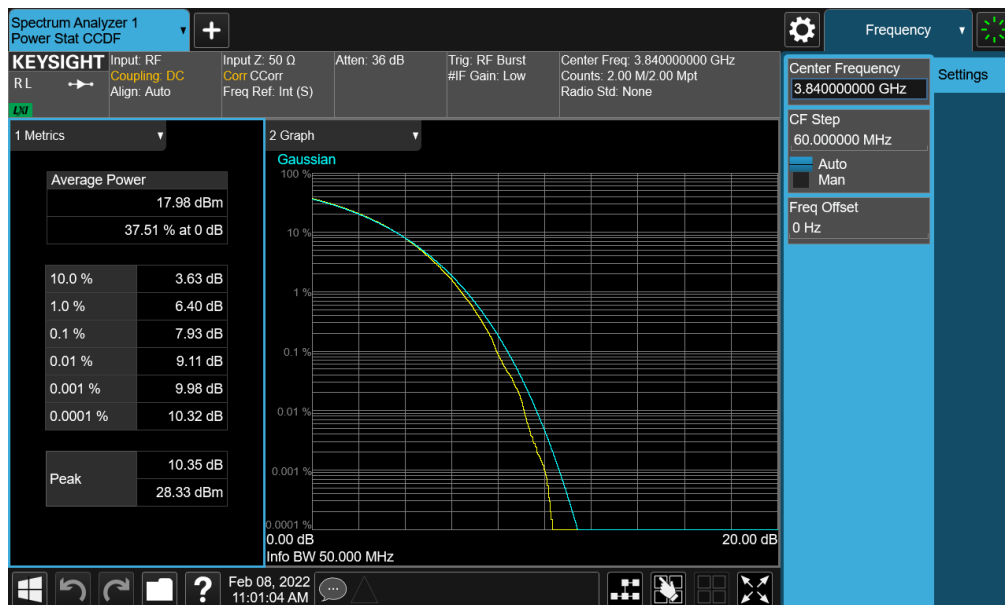 Spectrum Analyzer 1
Power Stat CCDF
Frequency
KEYSIGHT
R L
LXI
Input: RF
Coupling: DC
Align: Auto
Input Z: 50 Ω
Corr CCorr
Freq Ref: Int (S)
Atten: 36 dB
Trig: RF Burst
#IF Gain: Low
Center Freq: 3.840000000 GHz
Counts: 2.00 M/2.00 Mpt
Radio Std: None
Center Frequency
3.840000000 GHz
Settings
CF Step
60.000000 MHz
Auto
Man
Freq Offset
0 Hz
1 Metrics
Average Power
17.98 dBm
37.51 % at 0 dB
10.0 % 3.63 dB
1.0 % 6.40 dB
0.1 % 7.93 dB
0.01 % 9.11 dB
0.001 % 9.98 dB
0.0001 % 10.32 dB
Peak
10.35 dB
28.33 dBm
2 Graph
Gaussian
100 %
10 %
1 %
0.1 %
0.01 %
0.001 %
0.0001 %
0.00 dB 20.00 dB
Info BW 50.000 MHz
?
Feb 08, 2022
11:01:04 AM